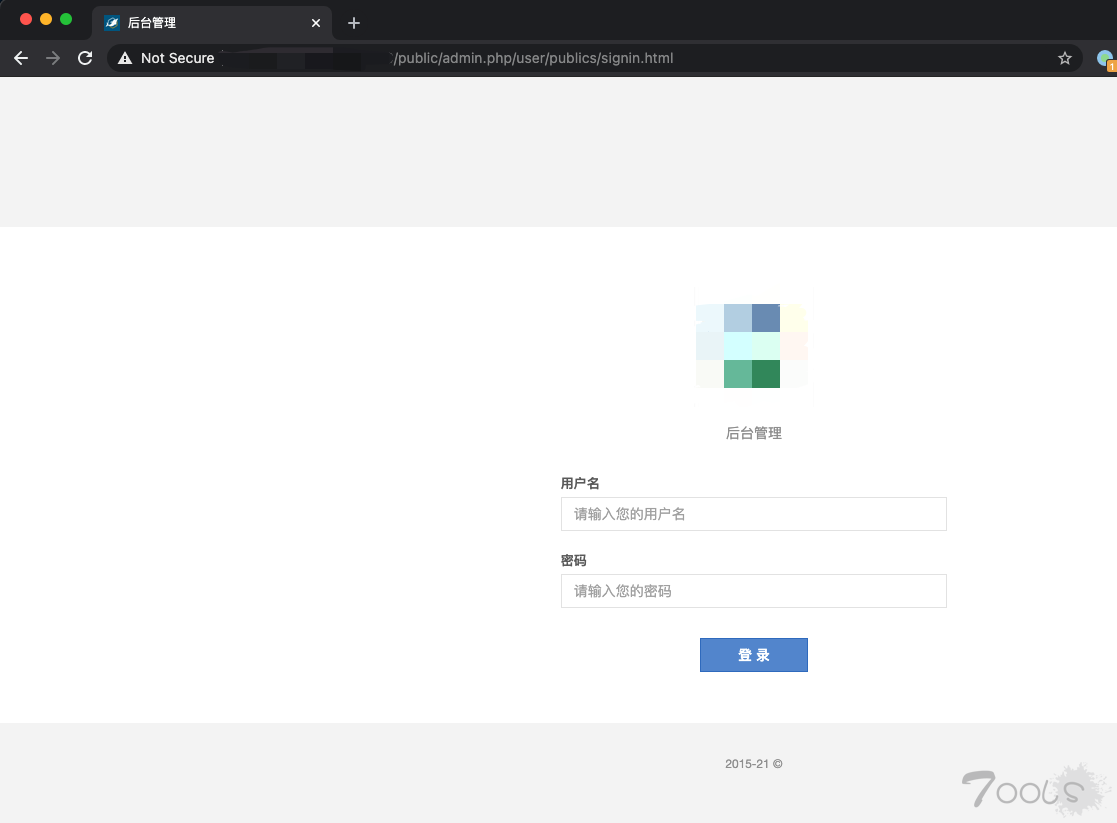 后台管理
Not Secure
/public/admin.php/user/publics/signin.html
1
后台管理
用户名
请输入您的用户名
密码
请输入您的密码
登 录
2015-21 ©
7ools